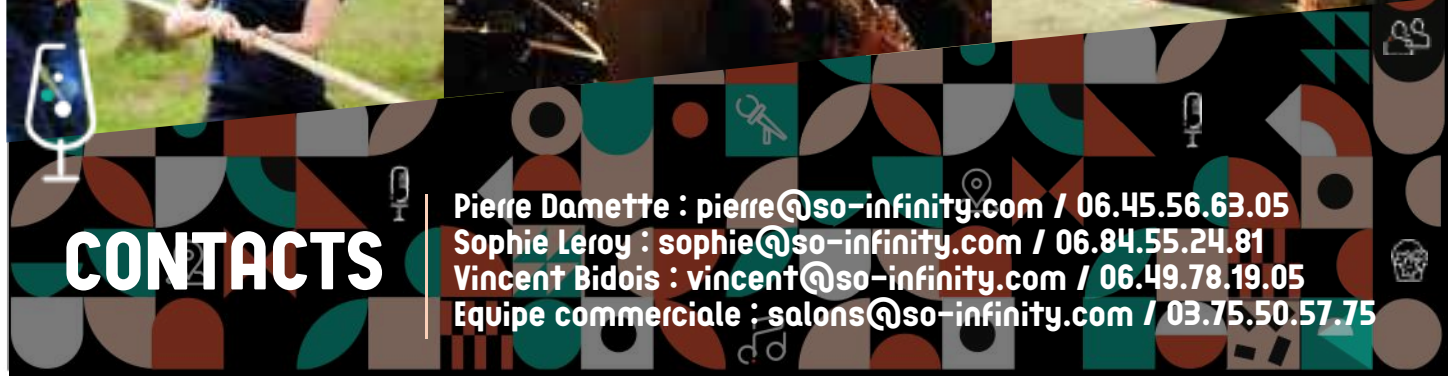 CONTACTS
Pierre Damette : pierre@so-infinity.com / 06.45.56.63.05
Sophie Leroy : sophie@so-infinity.com / 06.84.55.24.81
Vincent Bidois : vincent@so-infinity.com / 06.49.78.19.05
Equipe commerciale : salons@so-infinity.com / 03.75.50.57.75